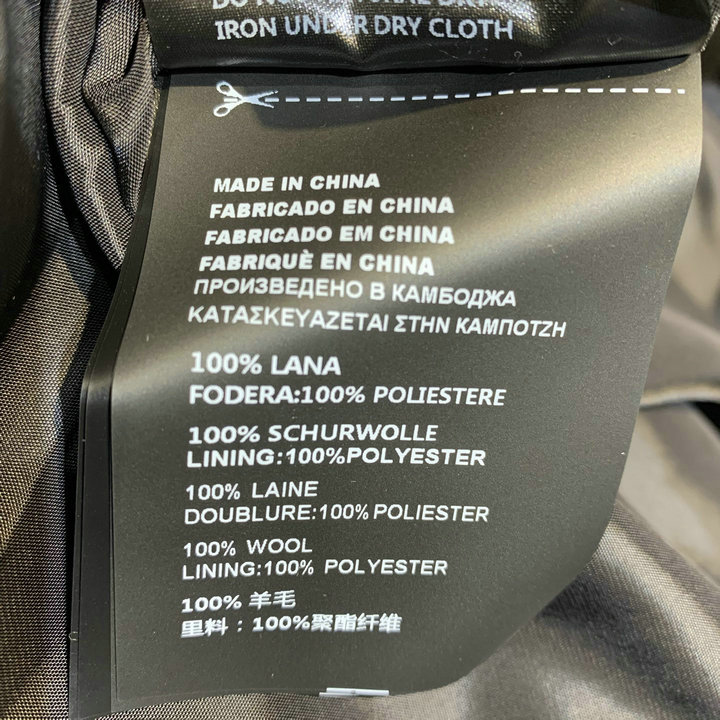 IRON UNDER DRY CLOTH
MADE IN CHINA
FABRICADO EN CHINA
FABRICADO EM CHINA
FABRIQUÈ EN CHINA
ПРОИЗВЕДЕНО В КАМБОДЖА
ΚΑΤΑΣΚΕΥΑΖΕΤΑΙ ΣΤΗΝ ΚΑΜΠΟΤΖΗ
100% LANA
FODERA:100% POLIESTERE
100% SCHURWOLLE
LINING:100%POLYESTER
100% LAINE
DOUBLURE:100%POLIESTER
100% WOOL
LINING:100% POLYESTER
100% 羊毛
里料：100%聚酯纤维